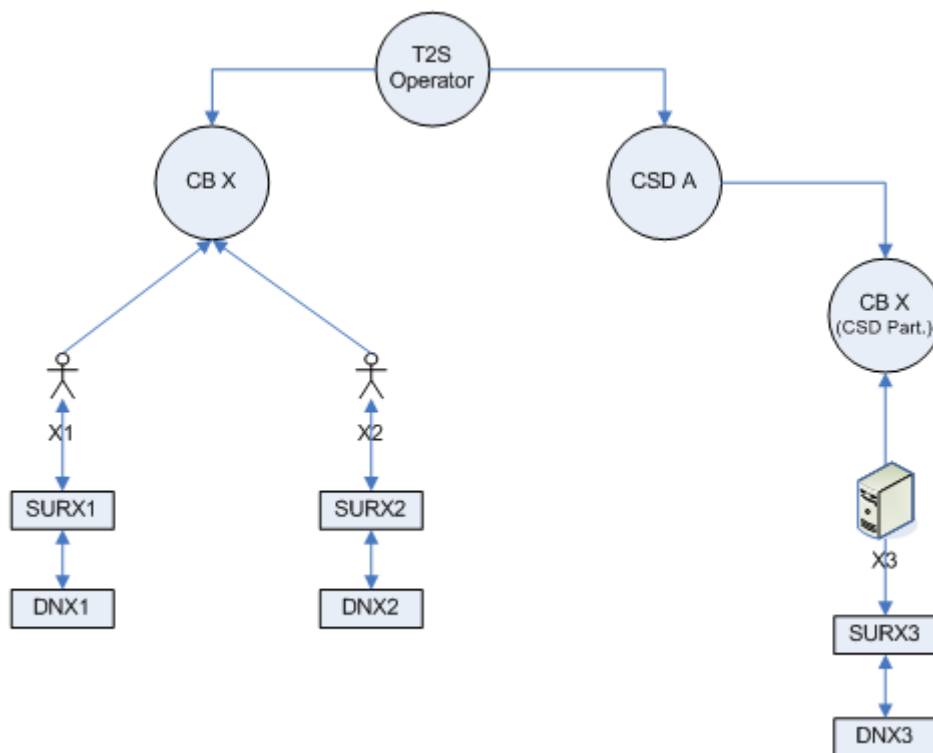 T2S
Operator
CB X
CSD A
CB X
(CSD Part.)
X1
X2
X3
SURX1
SURX2
SURX3
DNX1
DNX2
DNX3